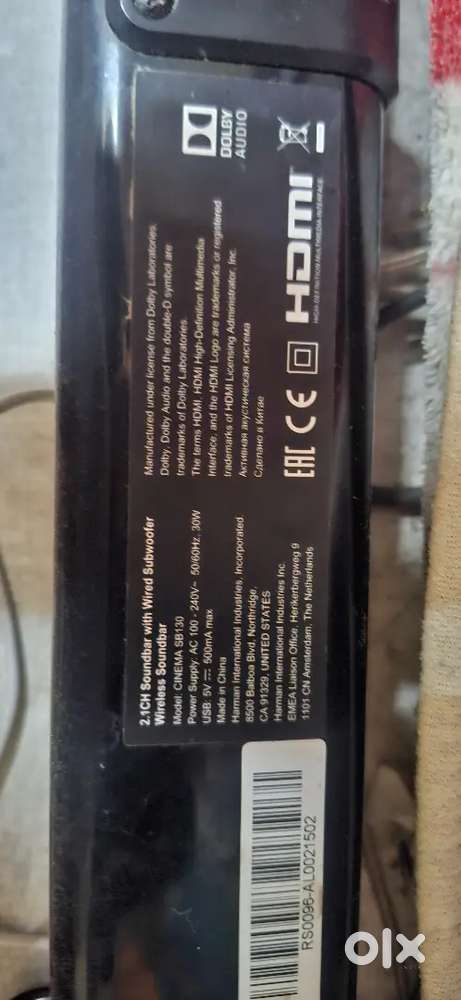 2.1CH Soundbar with Wired Subwoofer
Wireless Soundbar
Model: CINEMA SB130
Power Supply: AC 100 - 240V~ 50/60Hz, 30W
USB: 5V ⎓ 500mA max
Made in China
Harman International Industries, Incorporated.
8500 Balboa Blvd, Northridge,
CA 91329, UNITED STATES
Harman International Industries Inc.
EMEA Liaison Office, Herikerbergweg 9
1101 CN Amsterdam, The Netherlands
Manufactured under license from Dolby Laboratories.
Dolby, Dolby Audio and the double-D symbol are
trademarks of Dolby Laboratories.
The terms HDMI, HDMI High-Definition Multimedia
Interface, and the HDMI Logo are trademarks or registered
trademarks of HDMI Licensing Administrator, Inc.
Активная акустическая система
Сделано в Китае
EAC CE
HDMI
HIGH-DEFINITION MULTIMEDIA INTERFACE
DOLBY
AUDIO
RS0096-AL0021502
olx